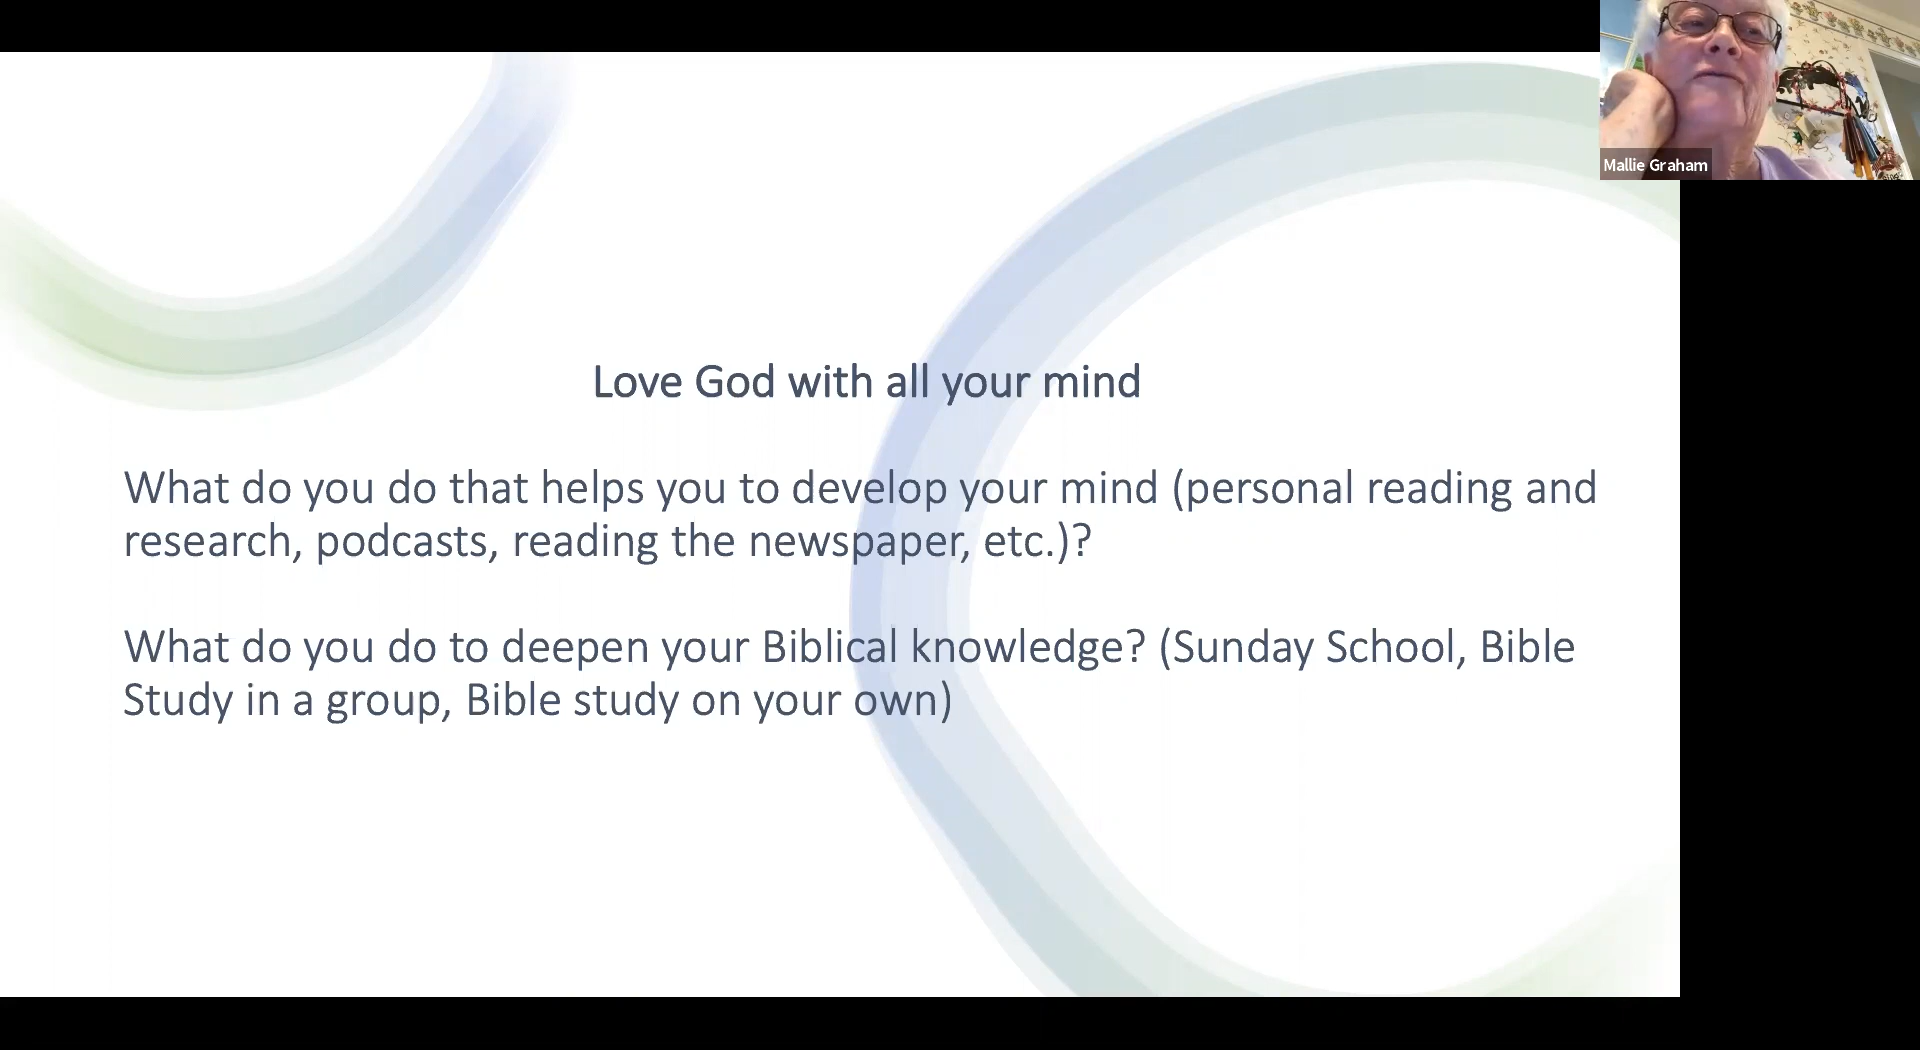 Mallie Graham
Love God with all your mind
What do you do that helps you to develop your mind (personal reading and
research, podcasts, reading the newspaper, etc.)?
What do you do to deepen your Biblical knowledge? (Sunday School, Bible
Study in a group, Bible study on your own)